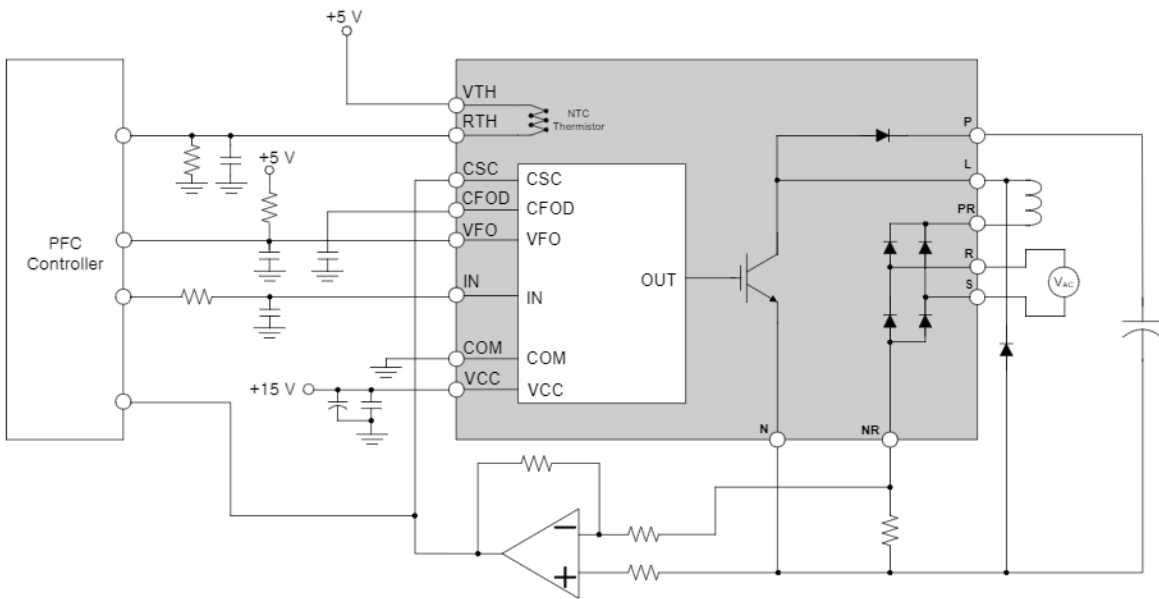 +5 V
VTH
RTH
NTC
Thermistor
P
+5 V
CSC
CSC
L
CFOD
CFOD
PR
PFC
Controller
VFO
VFO
R
OUT
IN
IN
S
VAC
COM
COM
+15 V
VCC
VCC
N
NR